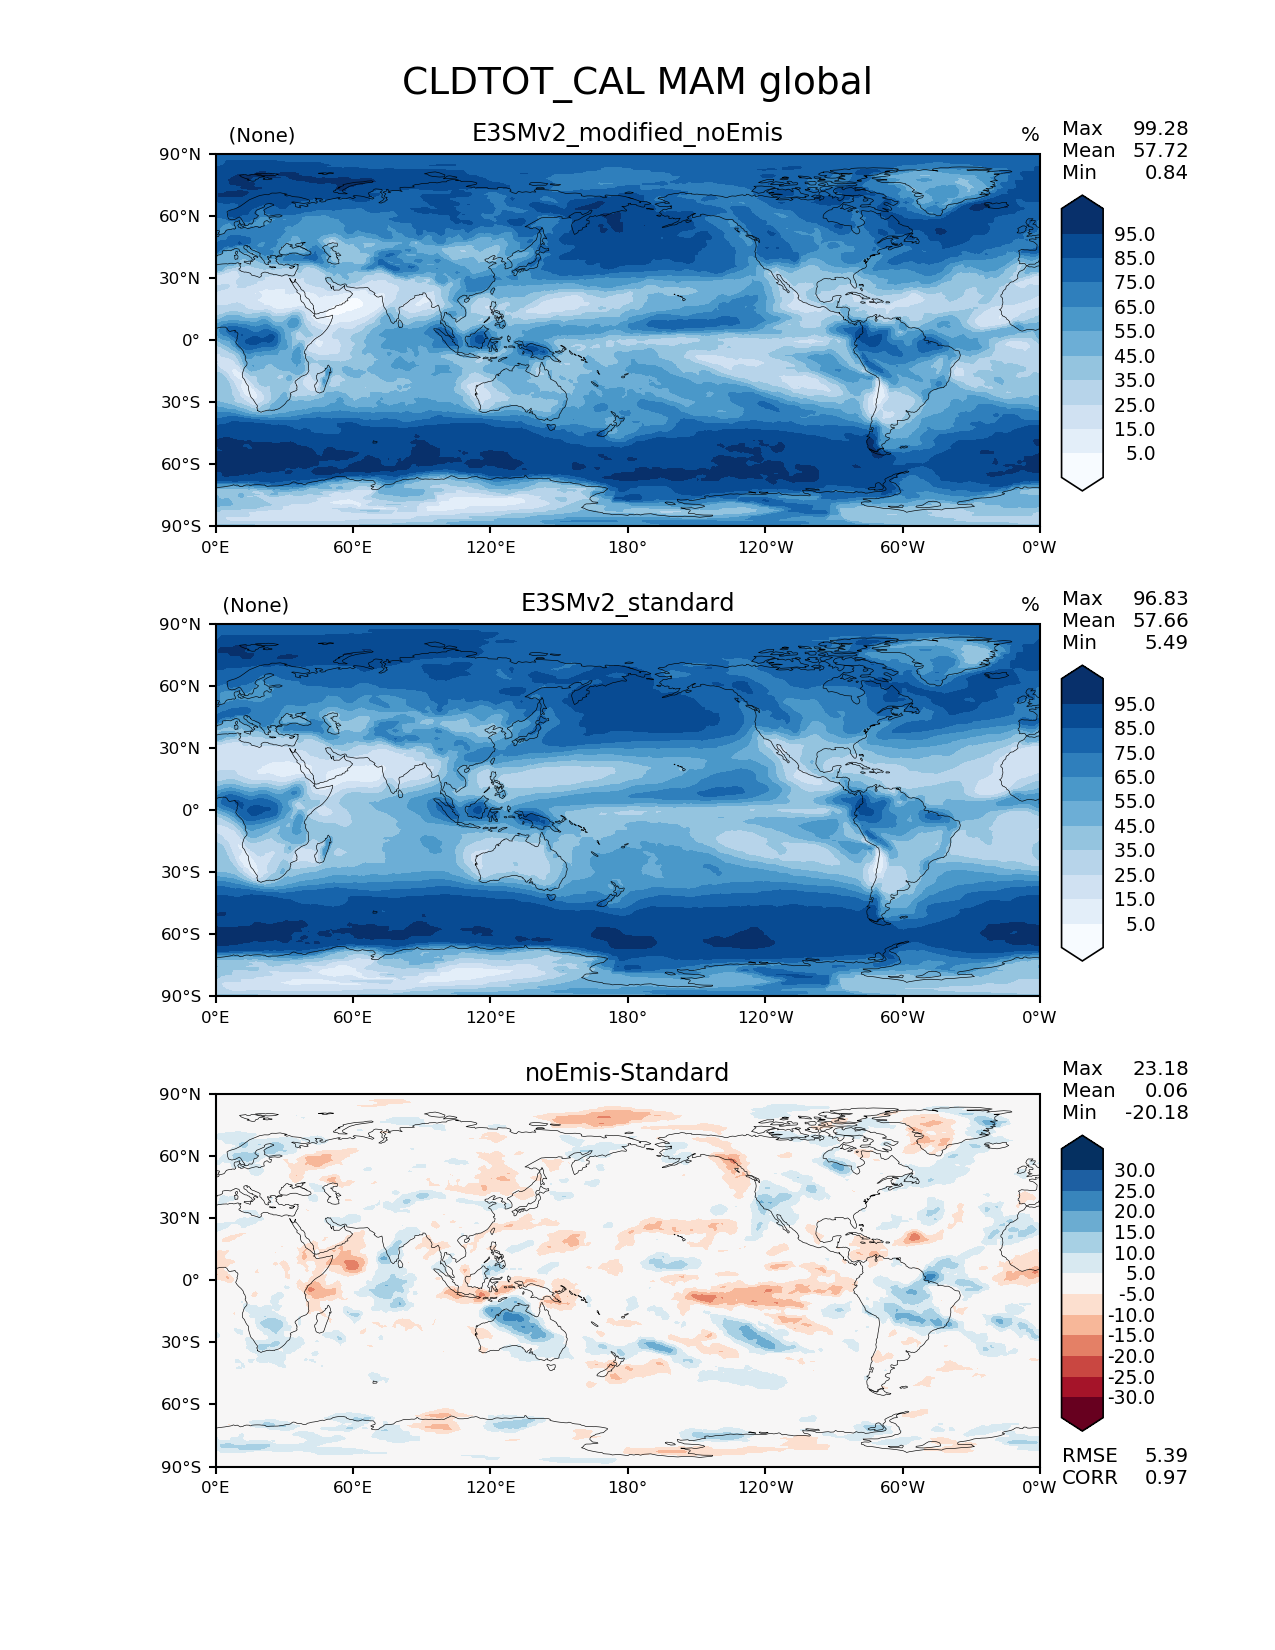 CLDTOT_CAL MAM global
(None) E3SMv2_modified_noEmis %
Max 99.28
Mean 57.72
Min 0.84
90°N
60°N
30°N
0°
30°S
60°S
90°S
0°E 60°E 120°E 180° 120°W 60°W 0°W
95.0
85.0
75.0
65.0
55.0
45.0
35.0
25.0
15.0
5.0
(None) E3SMv2_standard %
Max 96.83
Mean 57.66
Min 5.49
90°N
60°N
30°N
0°
30°S
60°S
90°S
0°E 60°E 120°E 180° 120°W 60°W 0°W
95.0
85.0
75.0
65.0
55.0
45.0
35.0
25.0
15.0
5.0
noEmis-Standard
Max 23.18
Mean 0.06
Min -20.18
90°N
60°N
30°N
0°
30°S
60°S
90°S
0°E 60°E 120°E 180° 120°W 60°W 0°W
30.0
25.0
20.0
15.0
10.0
5.0
-5.0
-10.0
-15.0
-20.0
-25.0
-30.0
RMSE 5.39
CORR 0.97